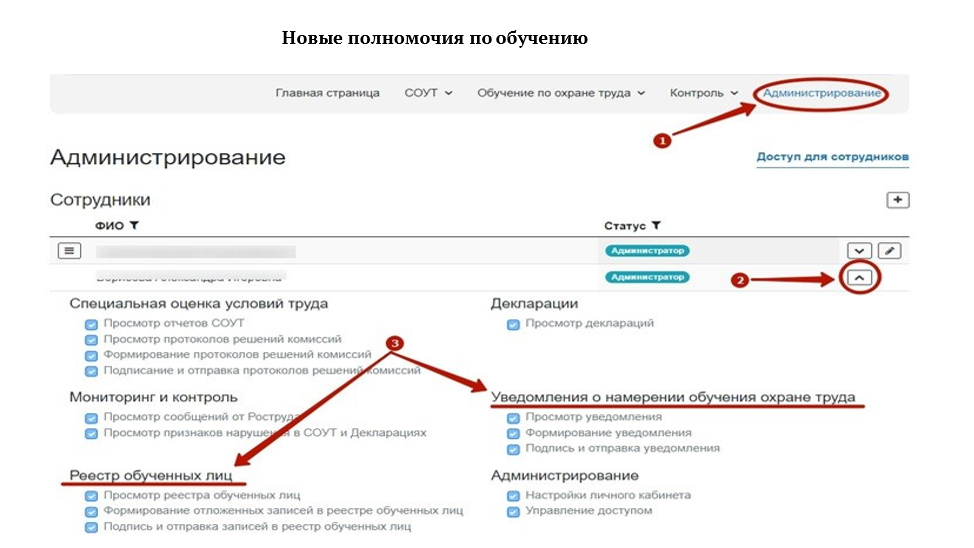 Новые полномочия по обучению
Главная страница СОУТ Обучение по охране труда Контроль Администрирование
1
Администрирование
Доступ для сотрудников
Сотрудники
ФИО Статус
Администратор
Администратор
2
Специальная оценка условий труда
Просмотр отчетов СОУТ
Просмотр протоколов решений комиссий
Формирование протоколов решений комиссий
Подписание и отправка протоколов решений комиссий
Декларации
Просмотр деклараций
3
Мониторинг и контроль
Просмотр сообщений от Роструда
Просмотр признаков нарушения в СОУТ и Декларациях
Уведомления о намерении обучения охране труда
Просмотр уведомления
Формирование уведомления
Подпись и отправка уведомления
Реестр обученных лиц
Просмотр реестра обученных лиц
Формирование отложенных записей в реестре обученных лиц
Подпись и отправка записей в реестр обученных лиц
Администрирование
Настройки личного кабинета
Управление доступом